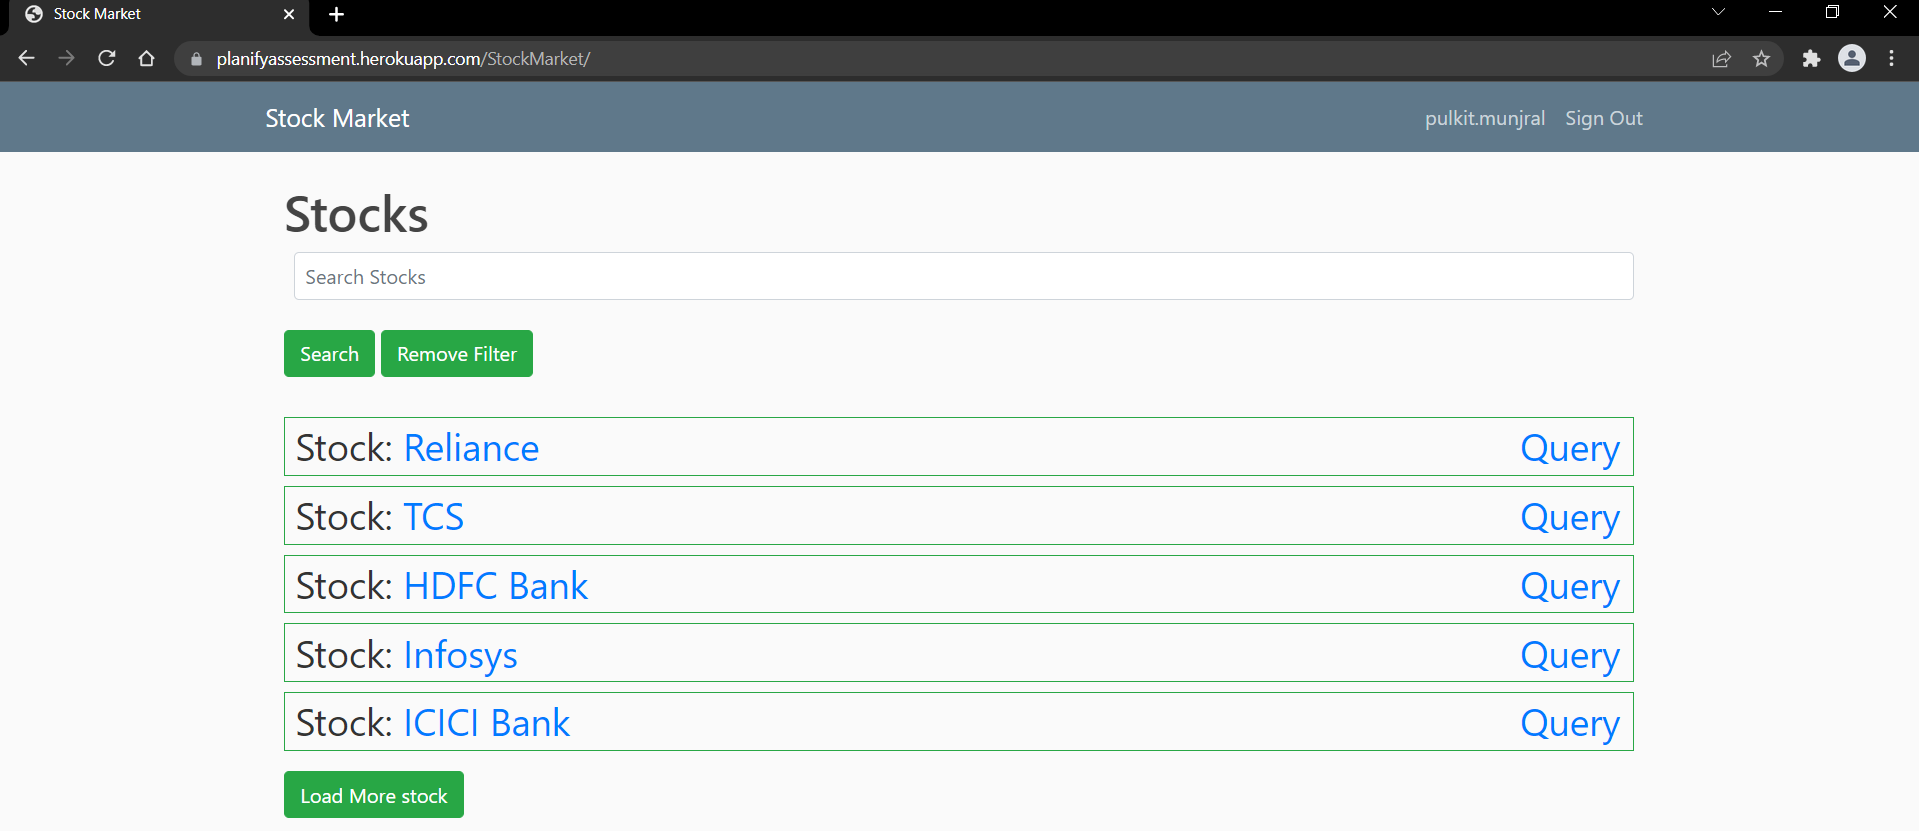 Stock Market
planifyassessment.herokuapp.com/StockMarket/
Stock Market pulkit.munjral Sign Out
Stocks
Search Stocks
Search Remove Filter
Stock: Reliance Query
Stock: TCS Query
Stock: HDFC Bank Query
Stock: Infosys Query
Stock: ICICI Bank Query
Load More stock